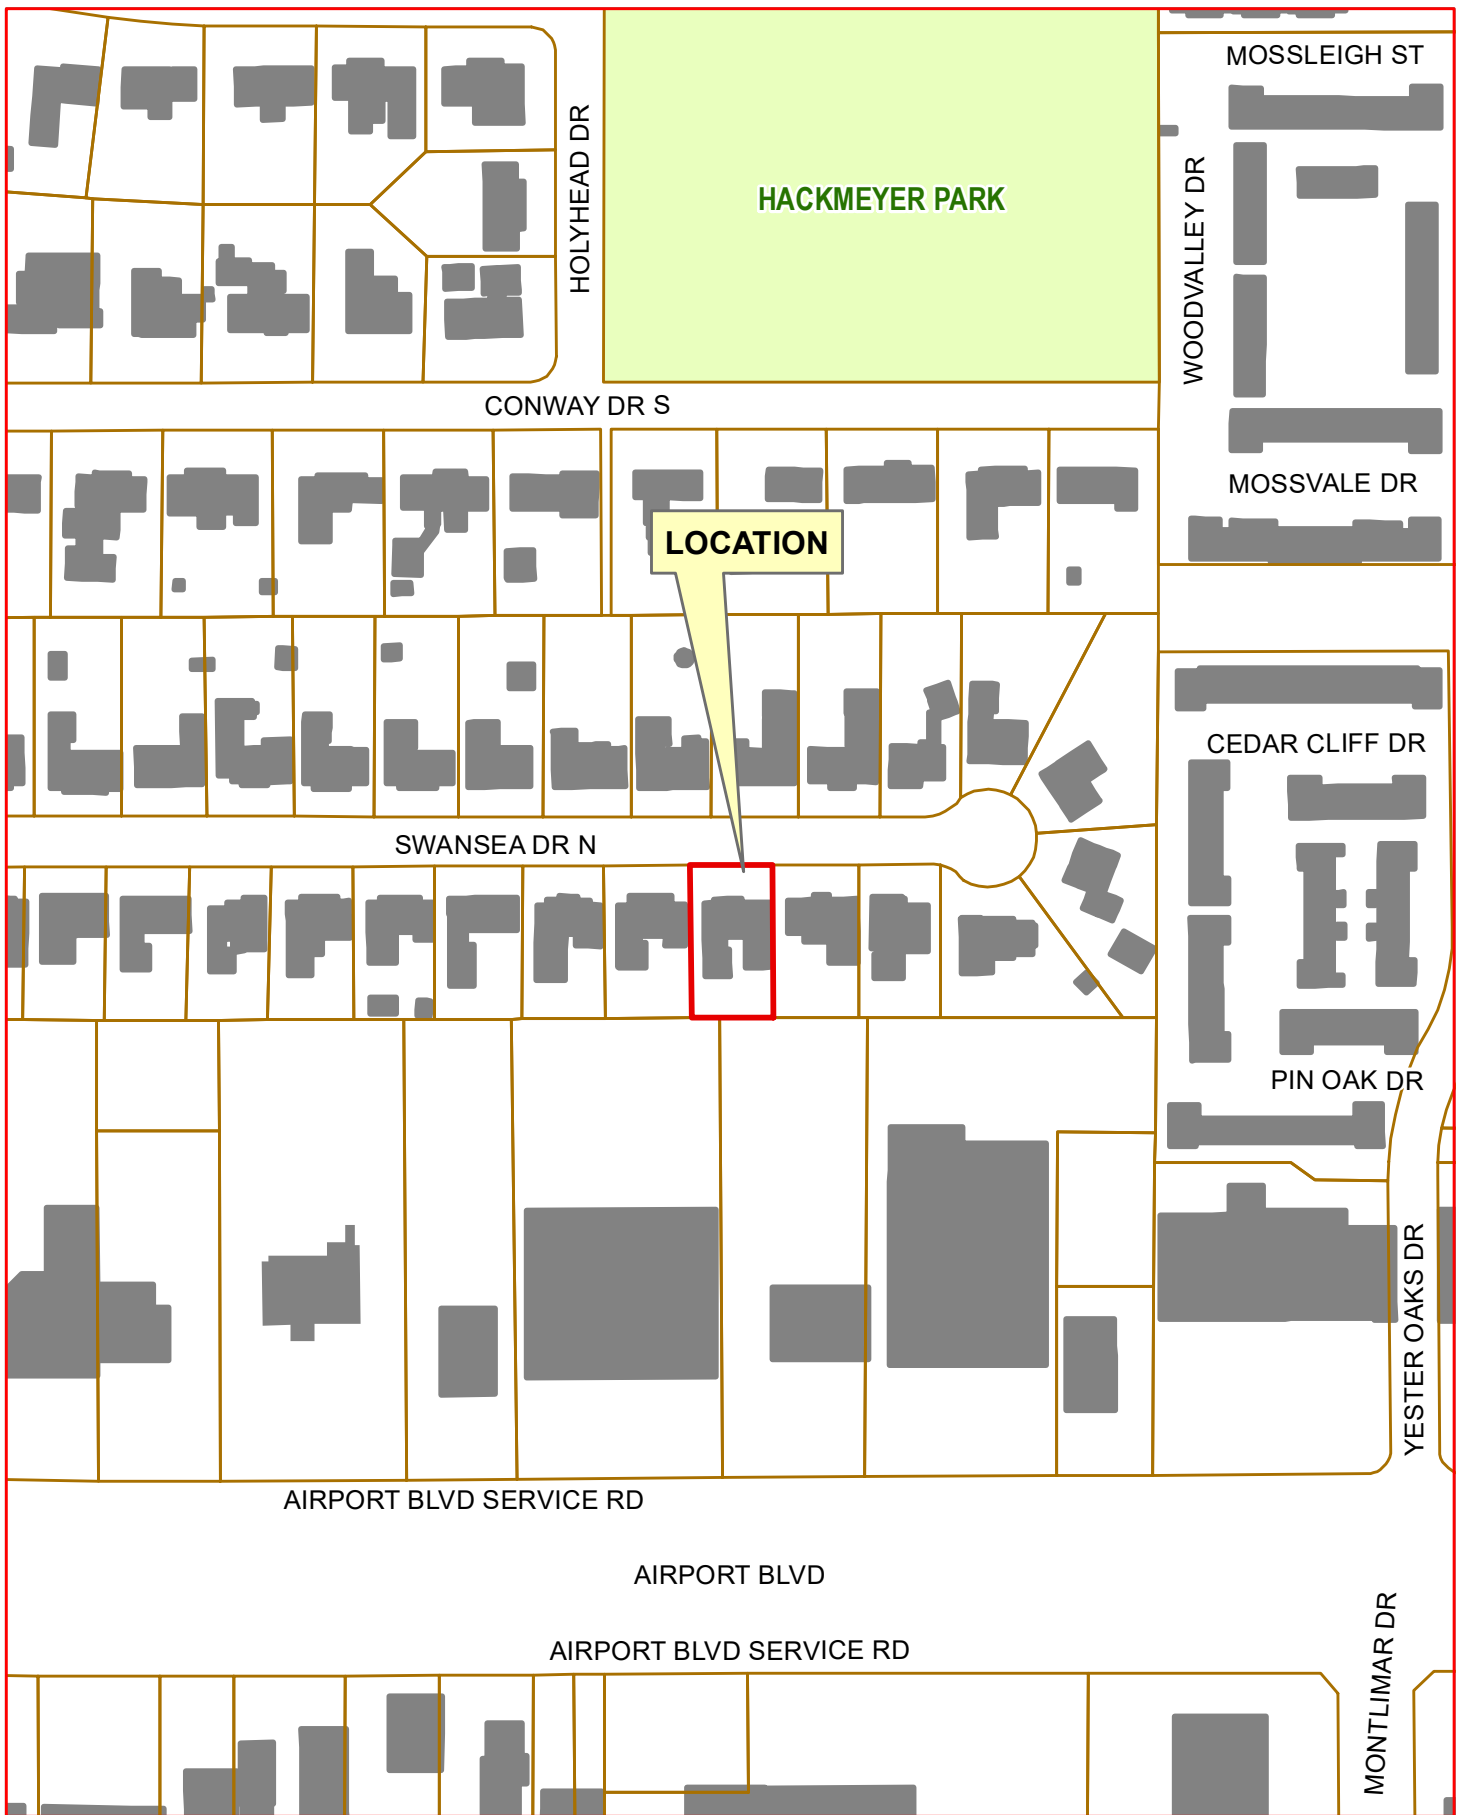 MOSSLEIGH ST
HOLYHEAD DR
HACKMEYER PARK
WOODVALLEY DR
CONWAY DR S
MOSSVALE DR
LOCATION
CEDAR CLIFF DR
SWANSEA DR N
PIN OAK DR
YESTER OAKS DR
AIRPORT BLVD SERVICE RD
AIRPORT BLVD
AIRPORT BLVD SERVICE RD
MONTLIMAR DR